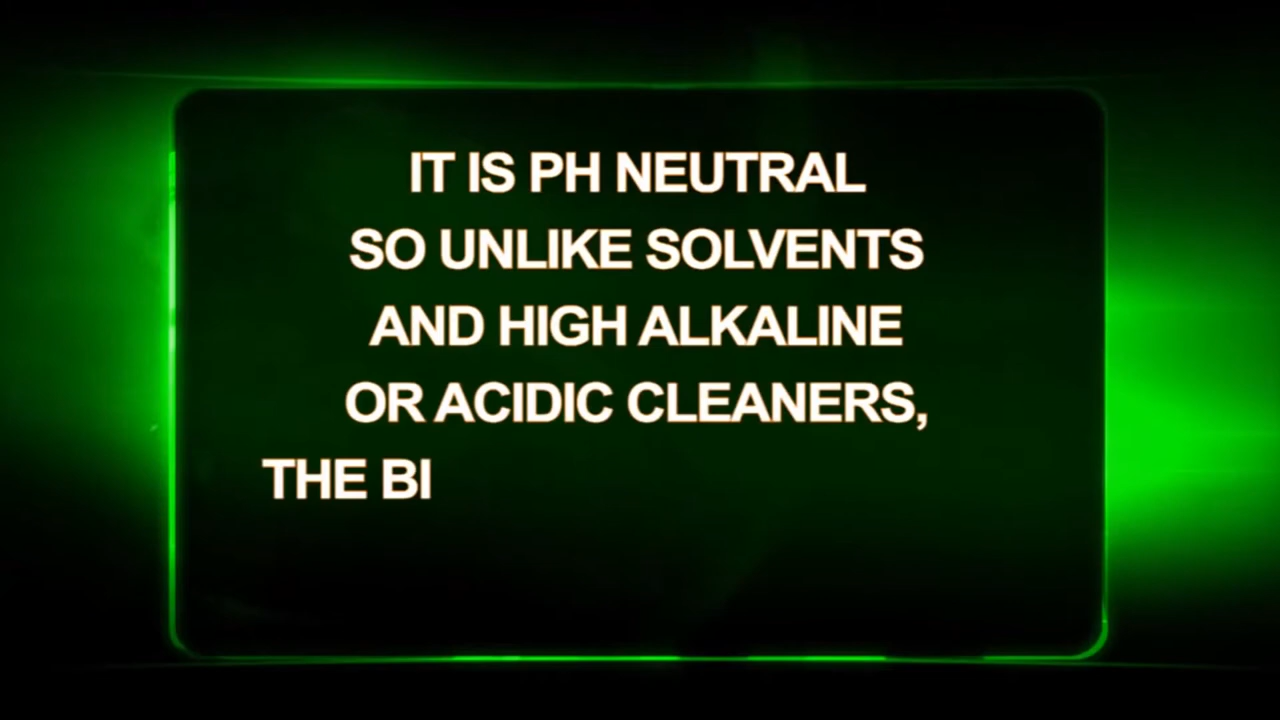 IT IS PH NEUTRAL
SO UNLIKE SOLVENTS
AND HIGH ALKALINE
OR ACIDIC CLEANERS,
THE BI